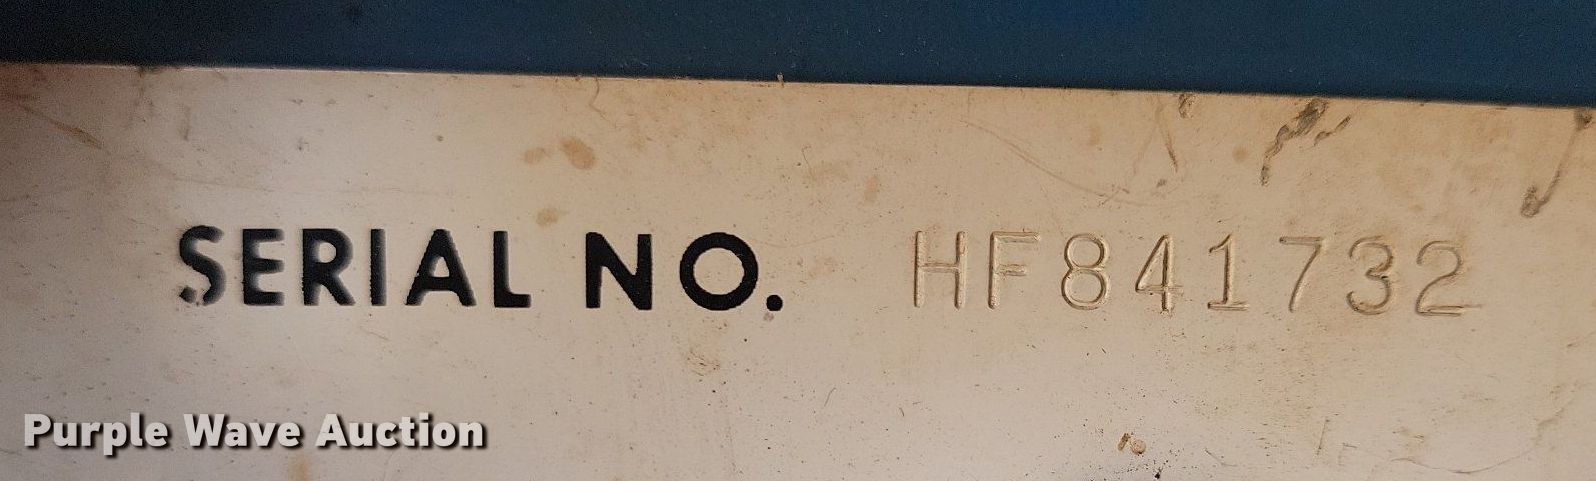 SERIAL NO. HF841732
Purple Wave Auction